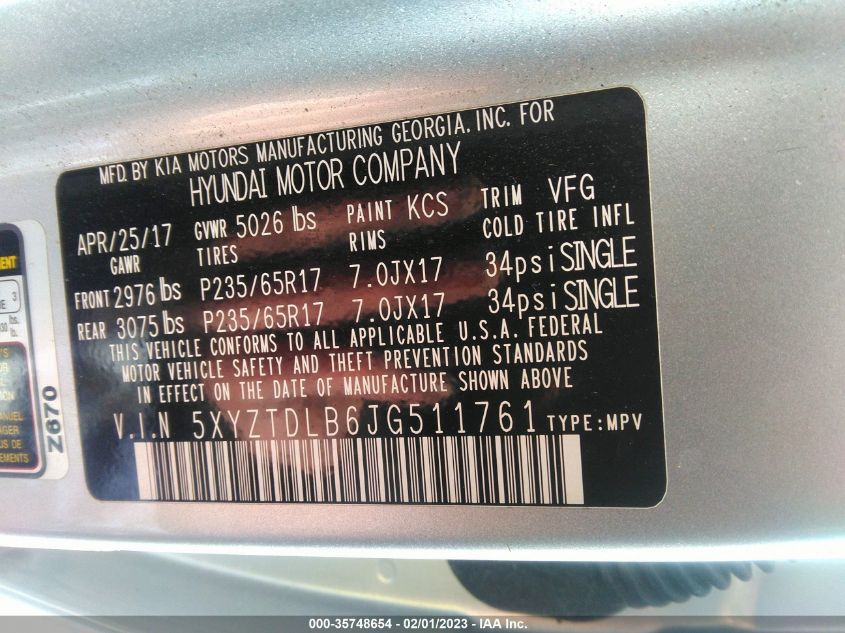 MFD. BY KIA MOTORS MANUFACTURING GEORGIA, INC. FOR
HYUNDAI MOTOR COMPANY
APR/25/17 GVWR 5026 lbs PAINT KCS TRIM VFG
GAWR TIRES RIMS COLD TIRE INFL
FRONT 2976 lbs P235/65R17 7.0JX17 34psi SINGLE
REAR 3075 lbs P235/65R17 7.0JX17 34psi SINGLE
THIS VEHICLE CONFORMS TO ALL APPLICABLE U.S.A. FEDERAL
MOTOR VEHICLE SAFETY AND THEFT PREVENTION STANDARDS
IN EFFECT ON THE DATE OF MANUFACTURE SHOWN ABOVE
V.I.N 5XYZTDLB6JG511761 TYPE:MPV
Z670
3
lbs.
000-35748654 - 02/01/2023 - IAA Inc.